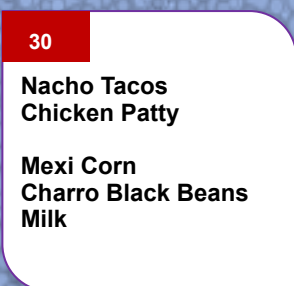 30
Nacho Tacos
Chicken Patty
Mexi Corn
Charro Black Beans
Milk